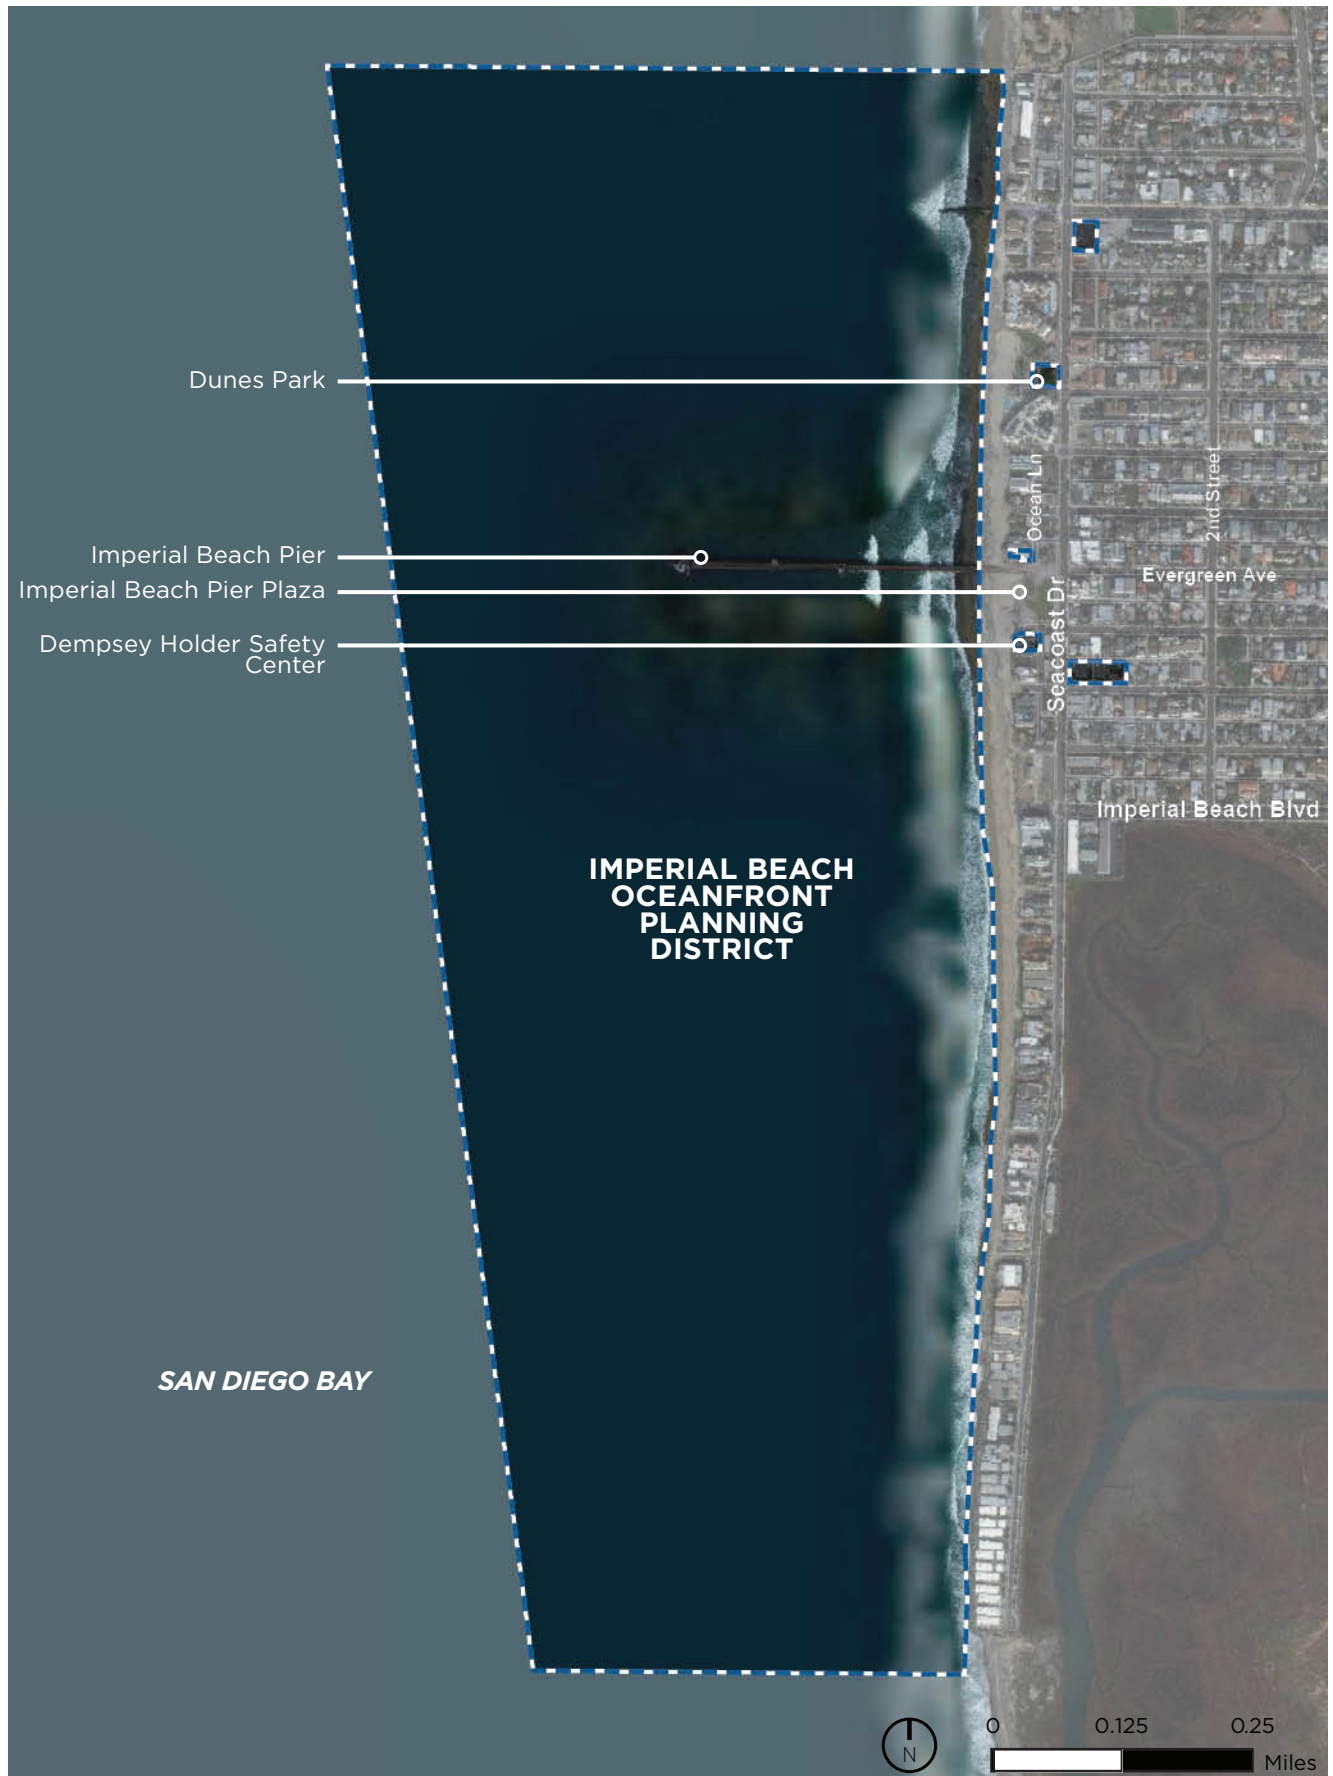 Dunes Park
Ocean Ln
2nd Street
Imperial Beach Pier
Evergreen Ave
Imperial Beach Pier Plaza
Seacoast Dr
Dempsey Holder Safety
Center
Imperial Beach Blvd
IMPERIAL BEACH
OCEANFRONT
PLANNING
DISTRICT
SAN DIEGO BAY
N
0 0.125 0.25
Miles